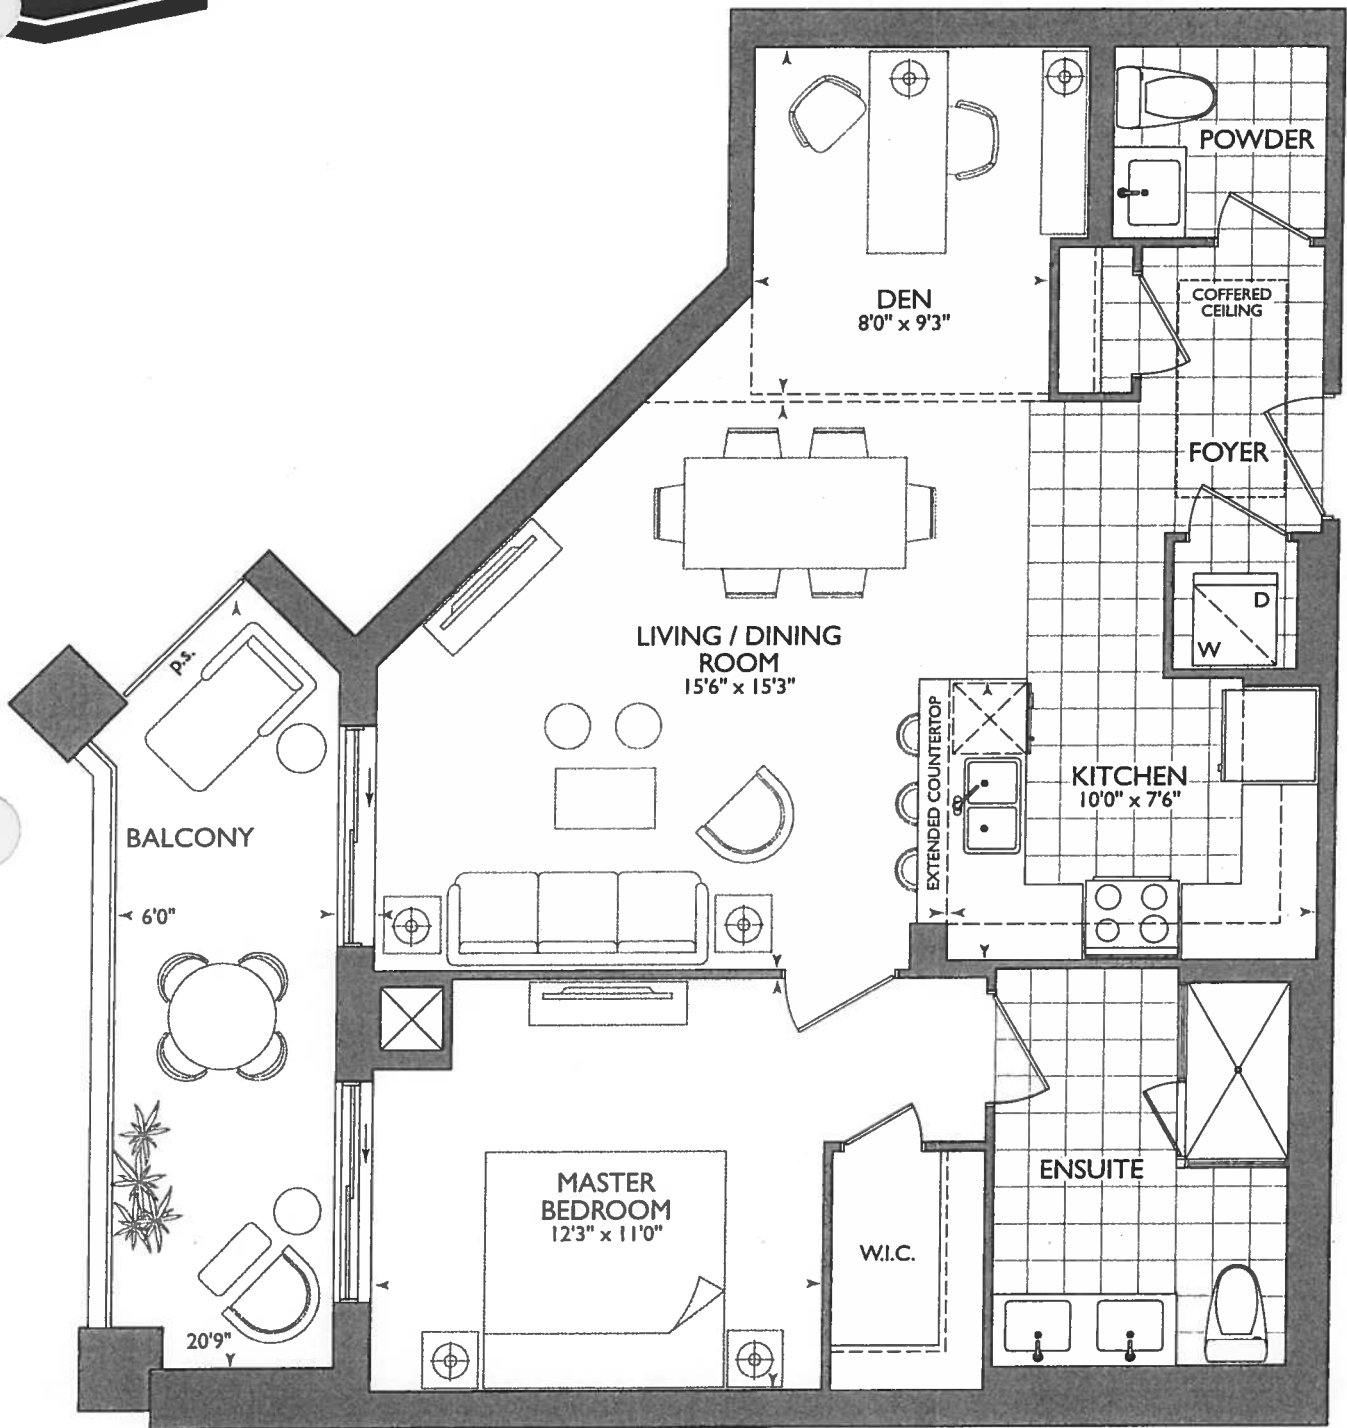 POWDER
DEN
8'0" x 9'3"
COFFERED
CEILING
FOYER
D
W
LIVING / DINING
ROOM
15'6" x 15'3"
p.s.
EXTENDED COUNTERTOP
KITCHEN
10'0" x 7'6"
BALCONY
6'0"
ENSUITE
MASTER
BEDROOM
12'3" x 11'0"
W.I.C.
20'9"